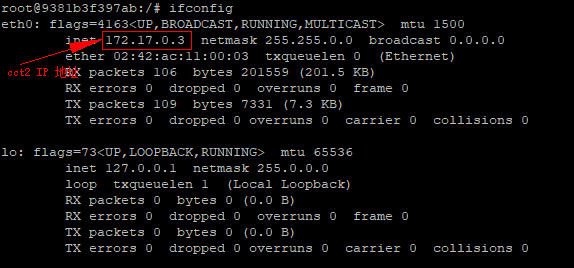 root@9381b3f397ab:/# ifconfig
eth0: flags=4163<UP,BROADCAST,RUNNING,MULTICAST>  mtu 1500
inet 172.17.0.3  netmask 255.255.0.0  broadcast 0.0.0.0
ether 02:42:ac:11:00:03  txqueuelen 0  (Ethernet)
cct2 IP 地址
RX packets 106  bytes 201559 (201.5 KB)
RX errors 0  dropped 0  overruns 0  frame 0
TX packets 109  bytes 7331 (7.3 KB)
TX errors 0  dropped 0 overruns 0  carrier 0  collisions 0
lo: flags=73<UP,LOOPBACK,RUNNING>  mtu 65536
inet 127.0.0.1  netmask 255.0.0.0
loop  txqueuelen 1  (Local Loopback)
RX packets 0  bytes 0 (0.0 B)
RX errors 0  dropped 0  overruns 0  frame 0
TX packets 0  bytes 0 (0.0 B)
TX errors 0  dropped 0 overruns 0  carrier 0  collisions 0